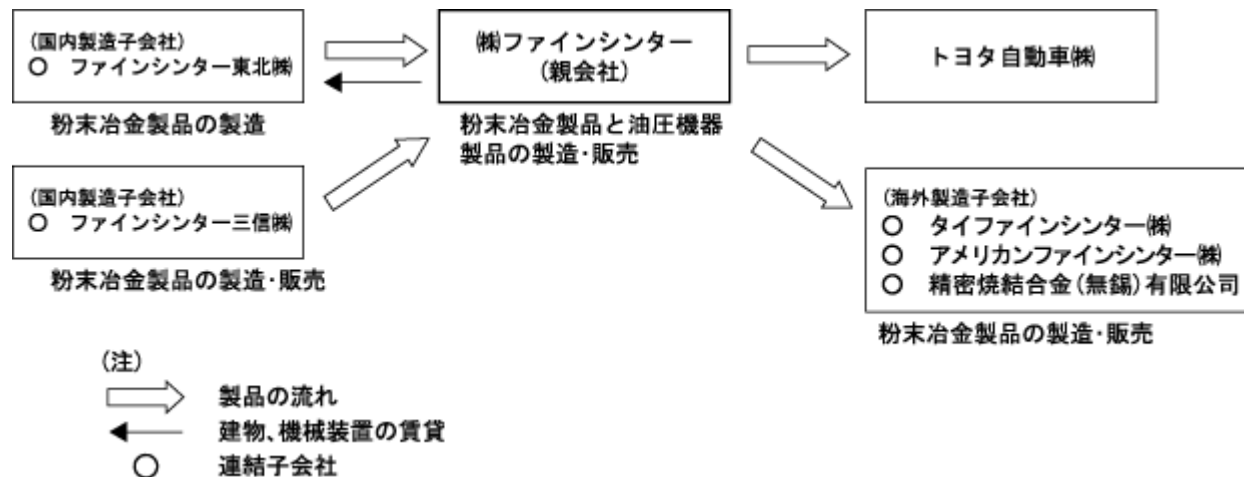 (国内製造子会社)
○ ファインシンター東北㈱
粉末冶金製品の製造
(国内製造子会社)
○ ファインシンター三信㈱
粉末冶金製品の製造・販売
㈱ファインシンター
(親会社)
粉末冶金製品と油圧機器
製品の製造・販売
トヨタ自動車㈱
(海外製造子会社)
○ タイファインシンター㈱
○ アメリカンファインシンター㈱
○ 精密焼結合金(無錫)有限公司
粉末冶金製品の製造・販売
(注)
製品の流れ
建物、機械装置の賃貸
○ 連結子会社